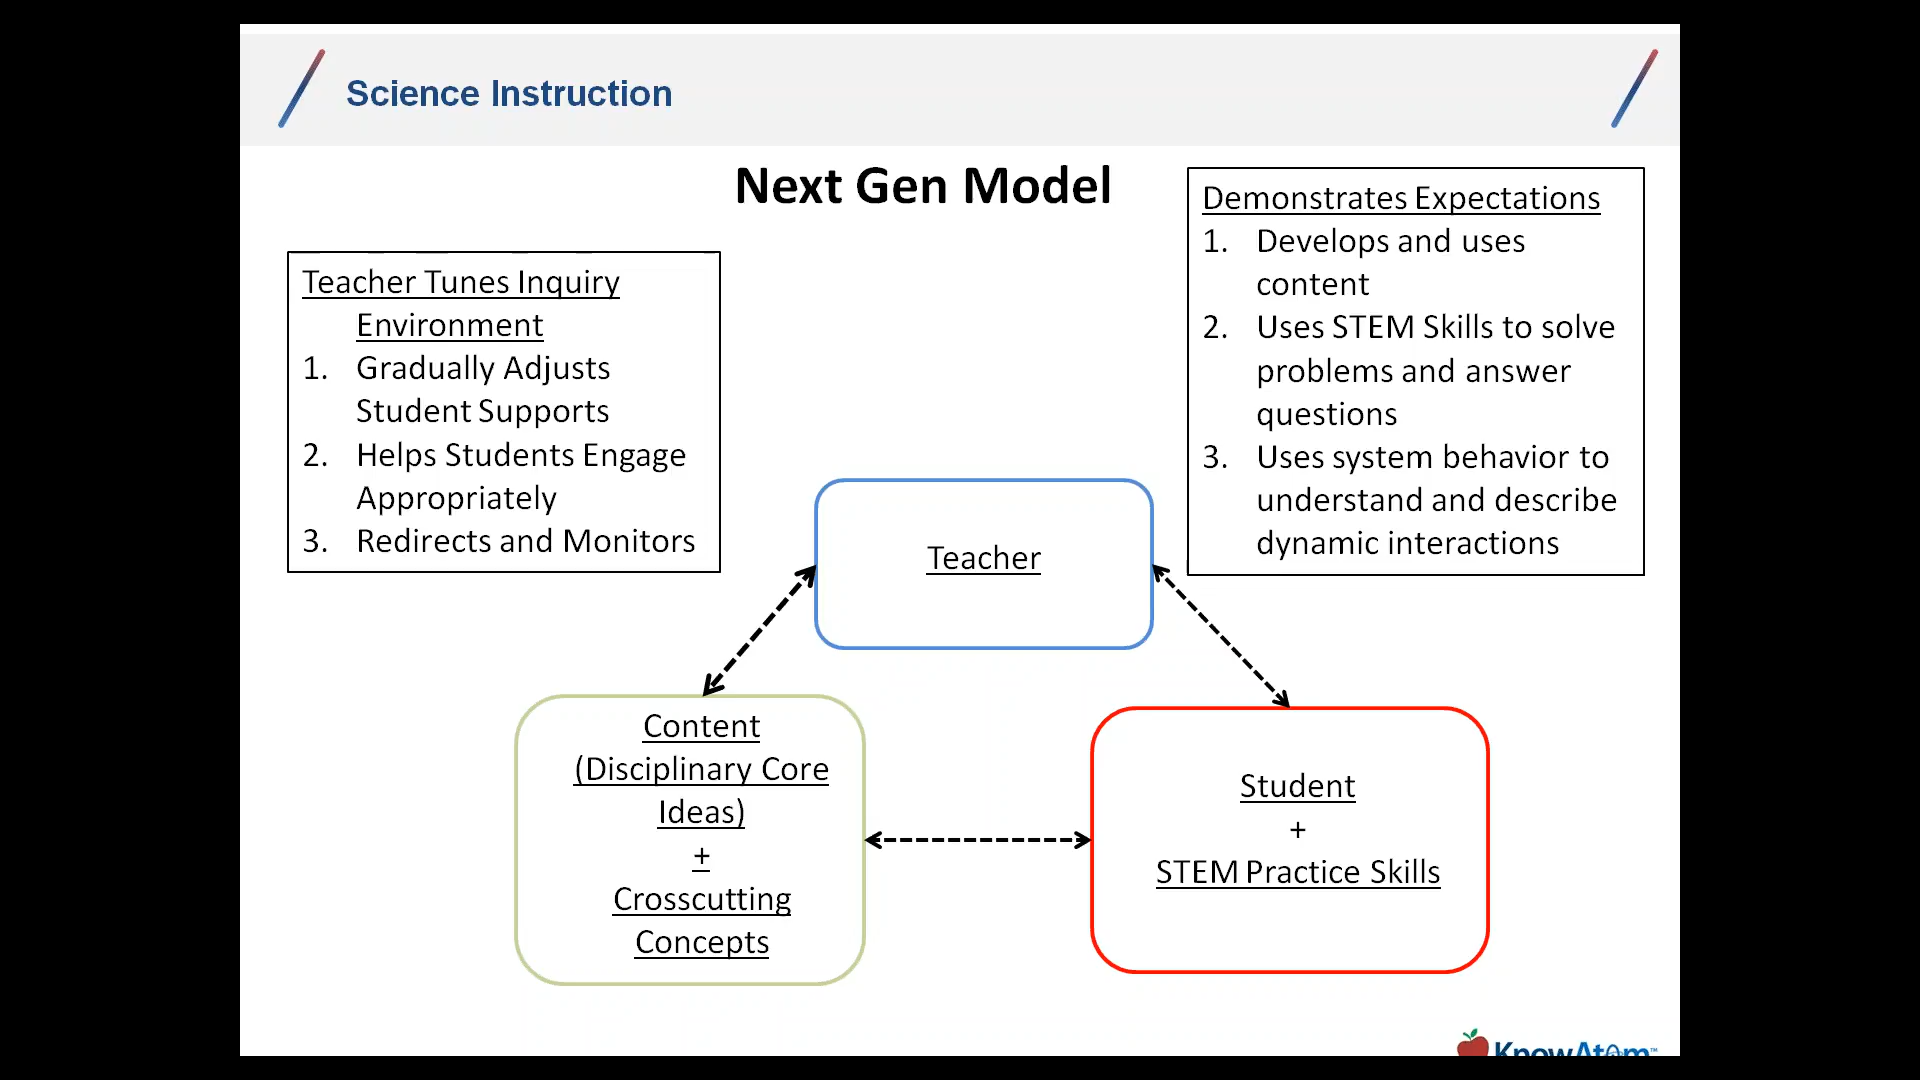 Science Instruction
Next Gen Model
Teacher Tunes Inquiry
Environment
1. Gradually Adjusts
Student Supports
2. Helps Students Engage
Appropriately
3. Redirects and Monitors
Demonstrates Expectations
1. Develops and uses
content
2. Uses STEM Skills to solve
problems and answer
questions
3. Uses system behavior to
understand and describe
dynamic interactions
Teacher
Content
(Disciplinary Core
Ideas)
+
Crosscutting
Concepts
Student
+
STEM Practice Skills
KnowAtom™